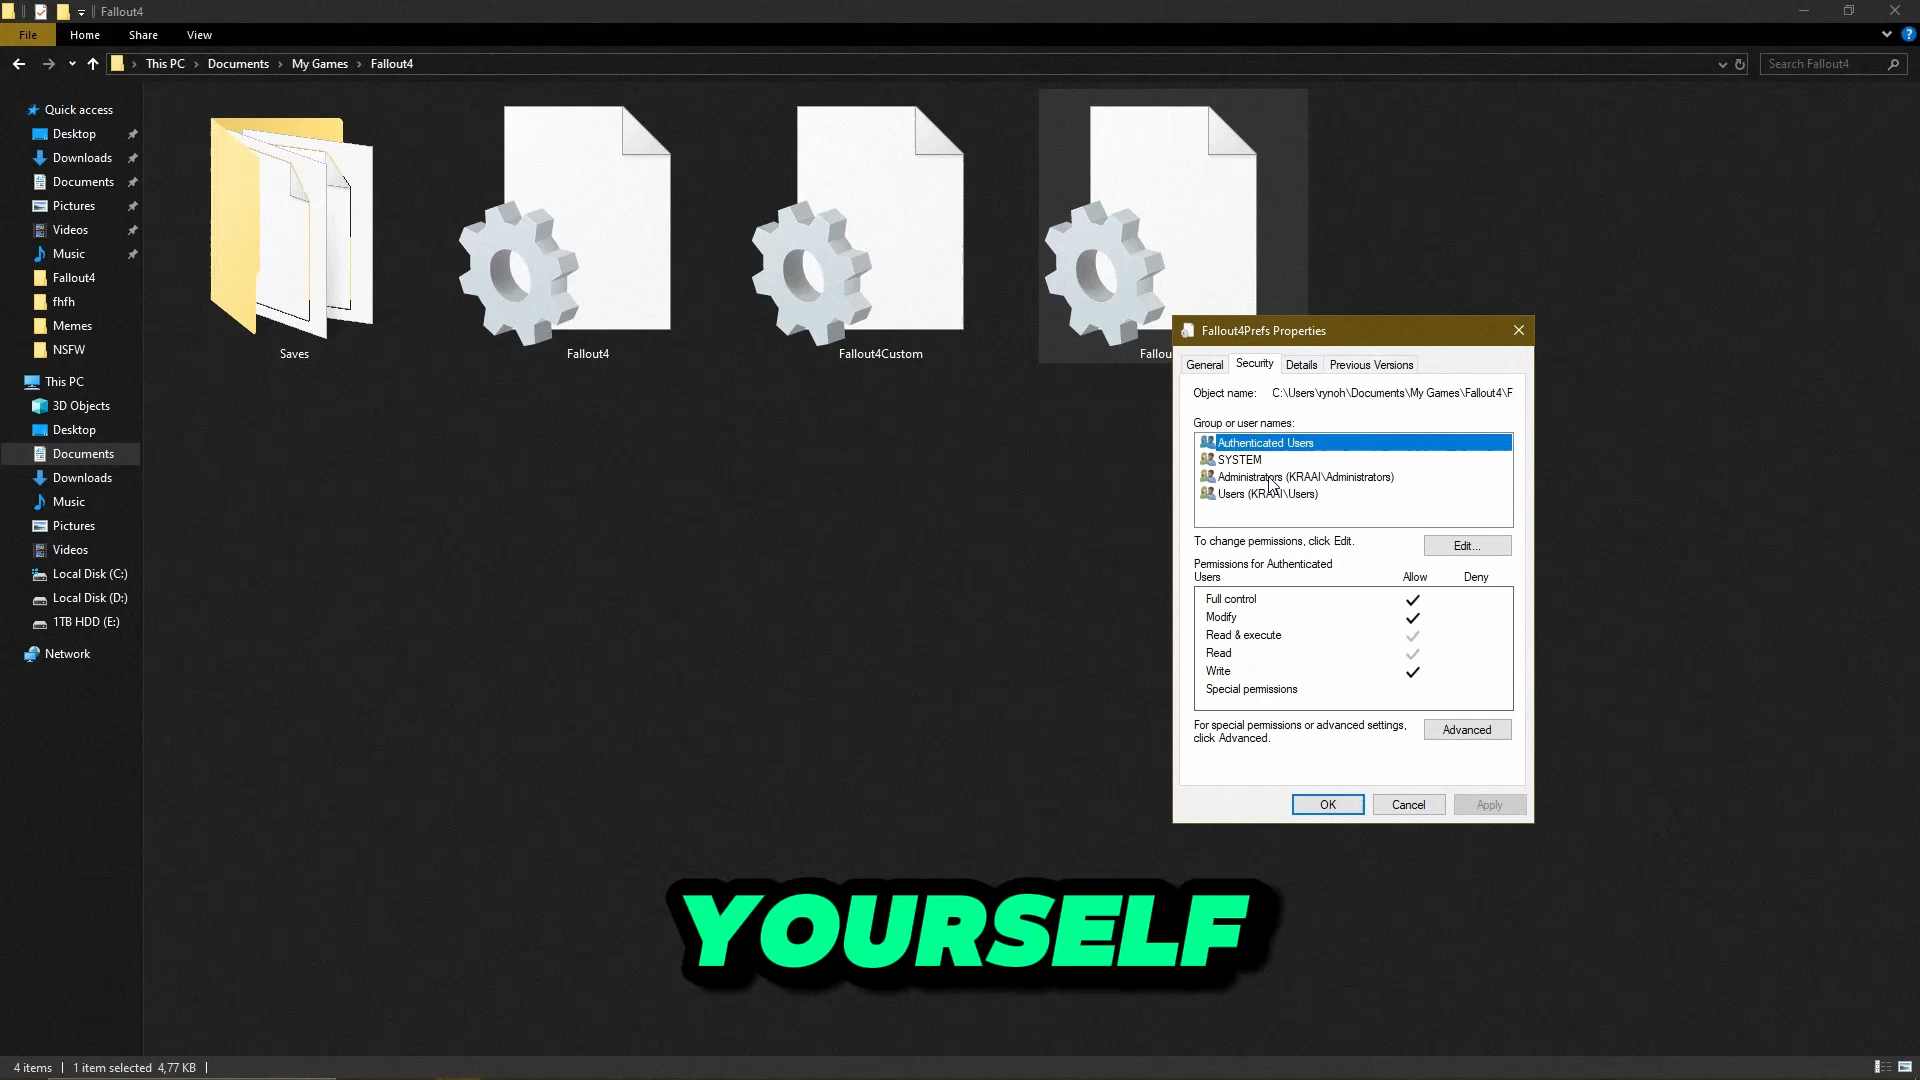 Fallout4
File Home Share View
This PC Documents My Games Fallout4
Search Fallout4
Quick access
Desktop
Downloads
Documents
Pictures
Videos
Music
Fallout4
fhfh
Memes
NSFW
This PC
3D Objects
Desktop
Documents
Downloads
Music
Pictures
Videos
Local Disk (C:)
Local Disk (D:)
1TB HDD (E:)
Network
Saves
Fallout4
Fallout4Custom
Fallou
Fallout4Prefs Properties
General Security Details Previous Versions
Object name: C:\Users\rynoh\Documents\My Games\Fallout4\F
Group or user names:
Authenticated Users
SYSTEM
Administrators (KRAAI\Administrators)
Users (KRAAI\Users)
To change permissions, click Edit.
Edit...
Permissions for Authenticated
Users Allow Deny
Full control
Modify
Read & execute
Read
Write
Special permissions
For special permissions or advanced settings,
click Advanced.
Advanced
OK Cancel Apply
YOURSELF
4 items 1 item selected 4,77 KB